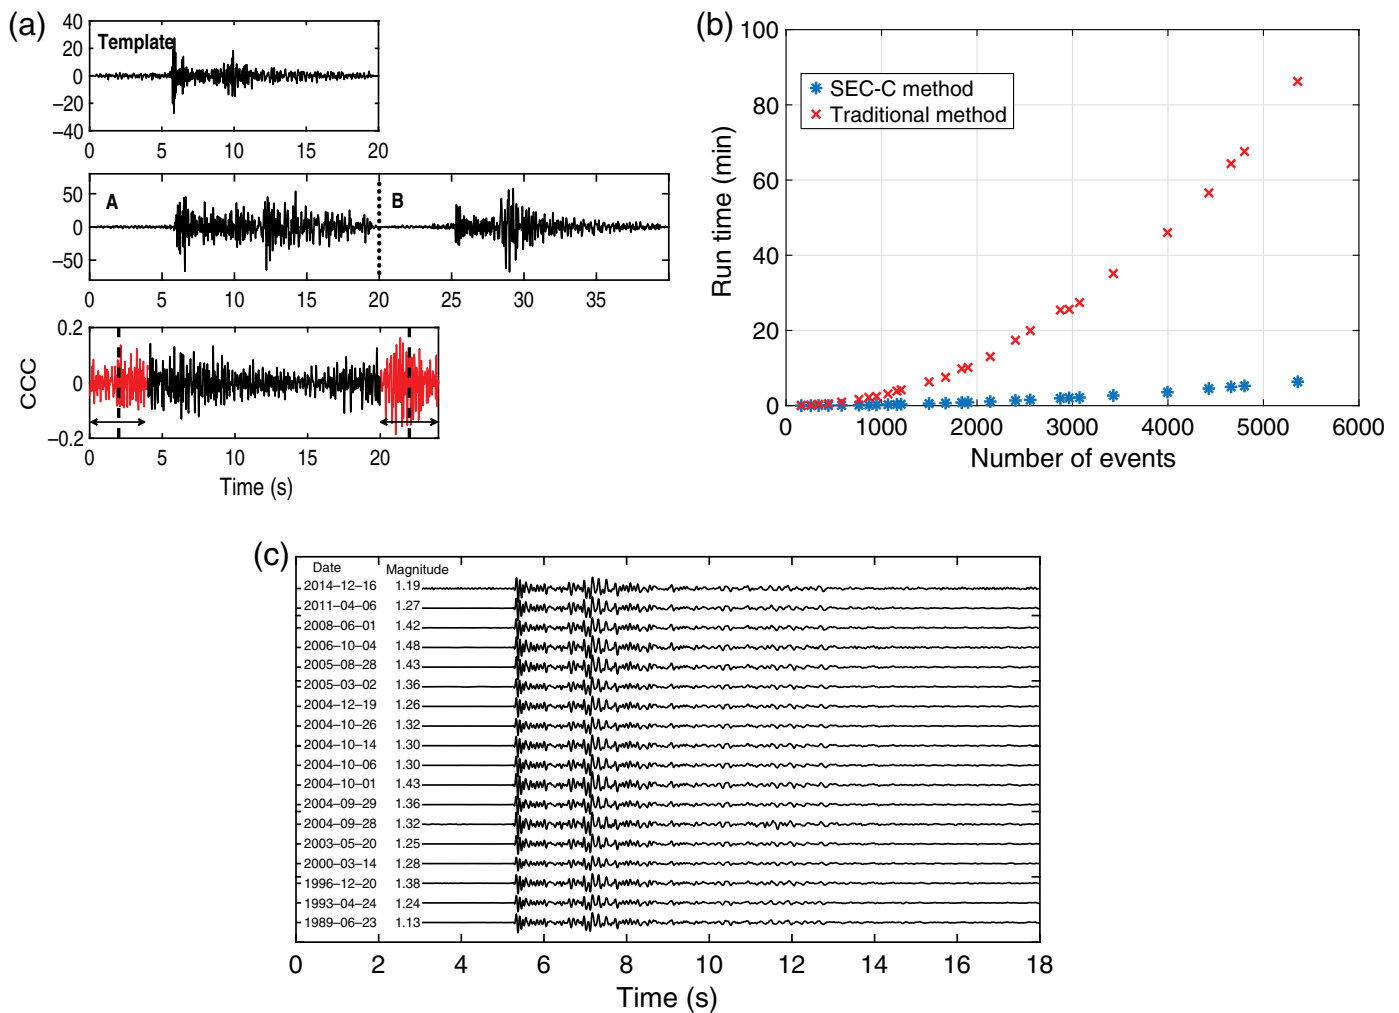 (a)
Template
40
20
0
−20
−40
0 5 10 15 20
A B
50
0
−50
0 5 10 15 20 25 30 35
0.2
0
−0.2
CCC
0 5 10 15 20
Time (s)
(b)
100
80
60
40
20
0
Run time (min)
SEC-C method
Traditional method
0 1000 2000 3000 4000 5000 6000
Number of events
(c)
Date Magnitude
2014−12−16 1.19
2011−04−06 1.27
2008−06−01 1.42
2006−10−04 1.48
2005−08−28 1.43
2005−03−02 1.36
2004−12−19 1.26
2004−10−26 1.32
2004−10−14 1.30
2004−10−06 1.30
2004−10−01 1.43
2004−09−29 1.36
2004−09−28 1.32
2003−05−20 1.25
2000−03−14 1.28
1996−12−20 1.38
1993−04−24 1.24
1989−06−23 1.13
0 2 4 6 8 10 12 14 16 18
Time (s)